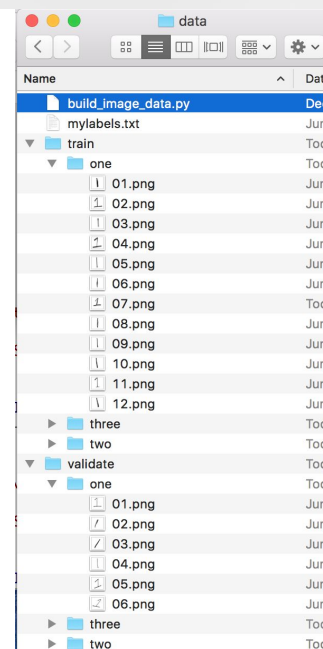 data
Name Dat
build_image_data.py De
mylabels.txt Jun
train Tod
one Tod
01.png Jun
02.png Jun
03.png Jun
04.png Jun
05.png Jun
06.png Jun
07.png Tod
08.png Jun
09.png Jun
10.png Jun
11.png Jun
12.png Jun
three Tod
two Tod
validate Tod
one Tod
01.png Jun
02.png Jun
03.png Jun
04.png Jun
05.png Jun
06.png Jun
three Tod
two Tod